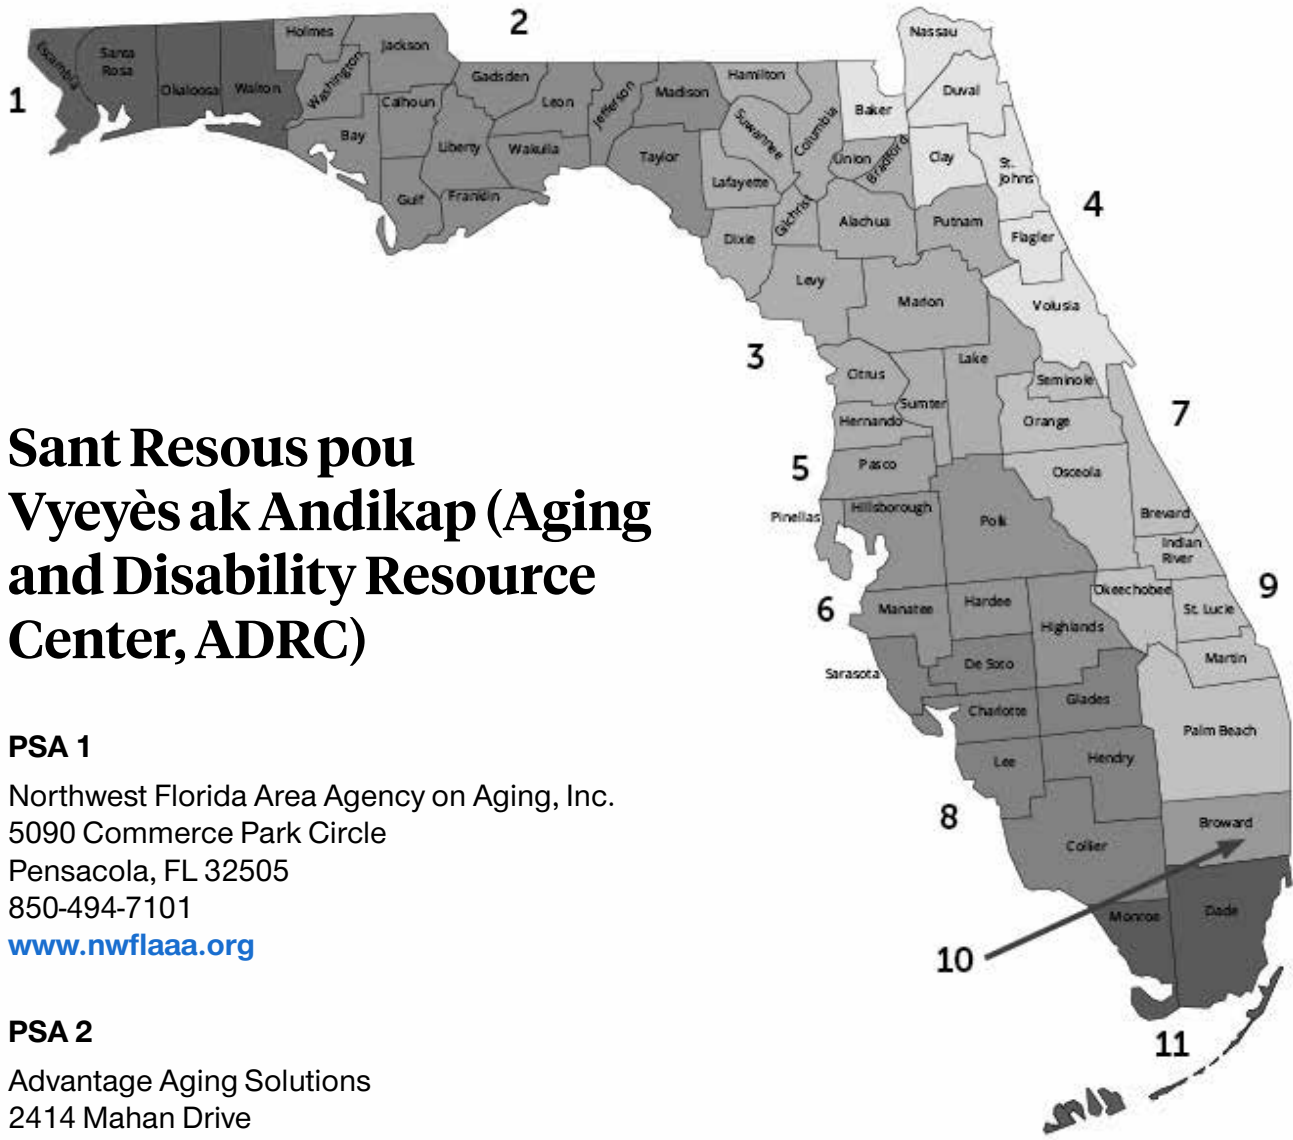 2
Holmes
Jackson
Nassau
Escambia
Santa
Rosa
Okaloosa
Walton
Washington
Gadsden
Leon
Jefferson
Madison
Hamilton
Duval
1
Calhoun
Bay
Liberty
Wakulla
Taylor
Suwannee
Columbia
Baker
Union
Bradford
Clay
St.
Johns
Gulf
Franklin
Lafayette
Dixie
Gilchrist
Alachua
Putnam
4
Flagler
Levy
Marion
Volusia
3
Citrus
Lake
Seminole
Sumter
Hernando
Orange
7
Pasco
Osceola
5
Pinellas
Hillsborough
Polk
Brevard
Indian
River
6
Manatee
Hardee
Okeechobee
St. Lucie
9
Highlands
Sarasota
De Soto
Martin
Charlotte
Glades
Palm Beach
Lee
Hendry
8
Collier
Broward
10
Monroe
Dade
11
Sant Resous pou
Vyeyès ak Andikap (Aging
and Disability Resource
Center, ADRC)
PSA 1
Northwest Florida Area Agency on Aging, Inc.
5090 Commerce Park Circle
Pensacola, FL 32505
850-494-7101
www.nwflaaa.org
PSA 2
Advantage Aging Solutions
2414 Mahan Drive